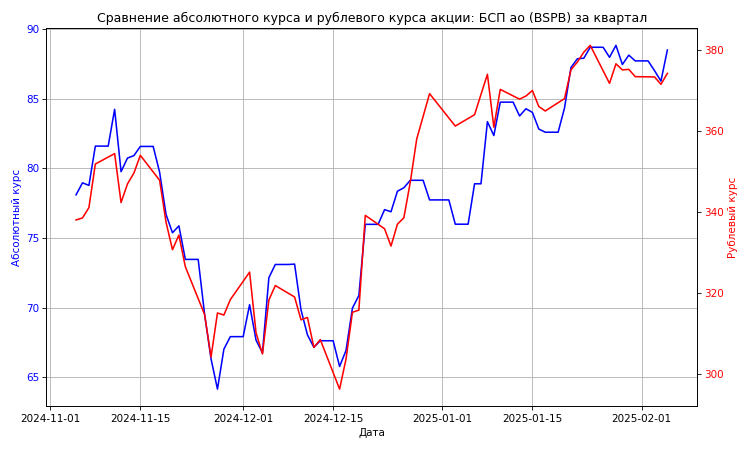 Сравнение абсолютного курса и рублевого курса акции: БСП ао (BSPB) за квартал
90
85
80
75
70
65
Абсолютный курс
380
360
340
320
300
Рублевый курс
2024-11-01 2024-11-15 2024-12-01 2024-12-15 2025-01-01 2025-01-15 2025-02-01
Дата